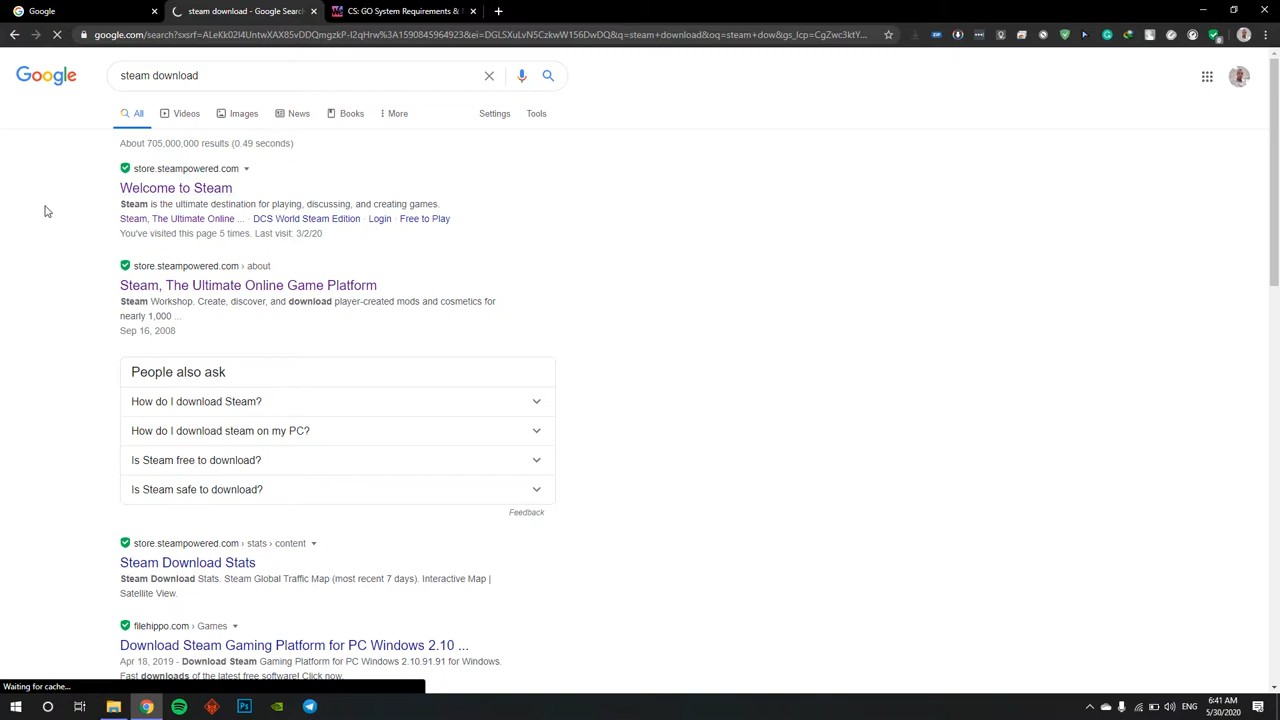 Google
steam download - Google Search
CS: GO System Requirements &
google.com/search?sxsrf=ALeKk02I4UntwXAX85vDDQmgzkP-I2qHrw%3A1590845964923&ei=DGLSXuLvN5CzkwW156DwDQ&q=steam+download&oq=steam+dow&gs_lcp=CgZwc3ktY...
Google
steam download
All
Videos
Images
News
Books
More
Settings
Tools
About 705,000,000 results (0.49 seconds)
store.steampowered.com
Welcome to Steam
Steam is the ultimate destination for playing, discussing, and creating games.
Steam, The Ultimate Online ... · DCS World Steam Edition · Login · Free to Play
You've visited this page 5 times. Last visit: 3/2/20
store.steampowered.com › about
Steam, The Ultimate Online Game Platform
Steam Workshop. Create, discover, and download player-created mods and cosmetics for
nearly 1,000 ...
Sep 16, 2008
People also ask
How do I download Steam?
How do I download steam on my PC?
Is Steam free to download?
Is Steam safe to download?
Feedback
store.steampowered.com › stats › content
Steam Download Stats
Steam Download Stats. Steam Global Traffic Map (most recent 7 days). Interactive Map |
Satellite View.
filehippo.com › Games
Download Steam Gaming Platform for PC Windows 2.10 ...
Apr 18, 2019 - Download Steam Gaming Platform for PC Windows 2.10.91.91 for Windows.
Fast downloads of the latest free software! Click now.
Waiting for cache...
Ps
ENG
6:41 AM
5/30/2020